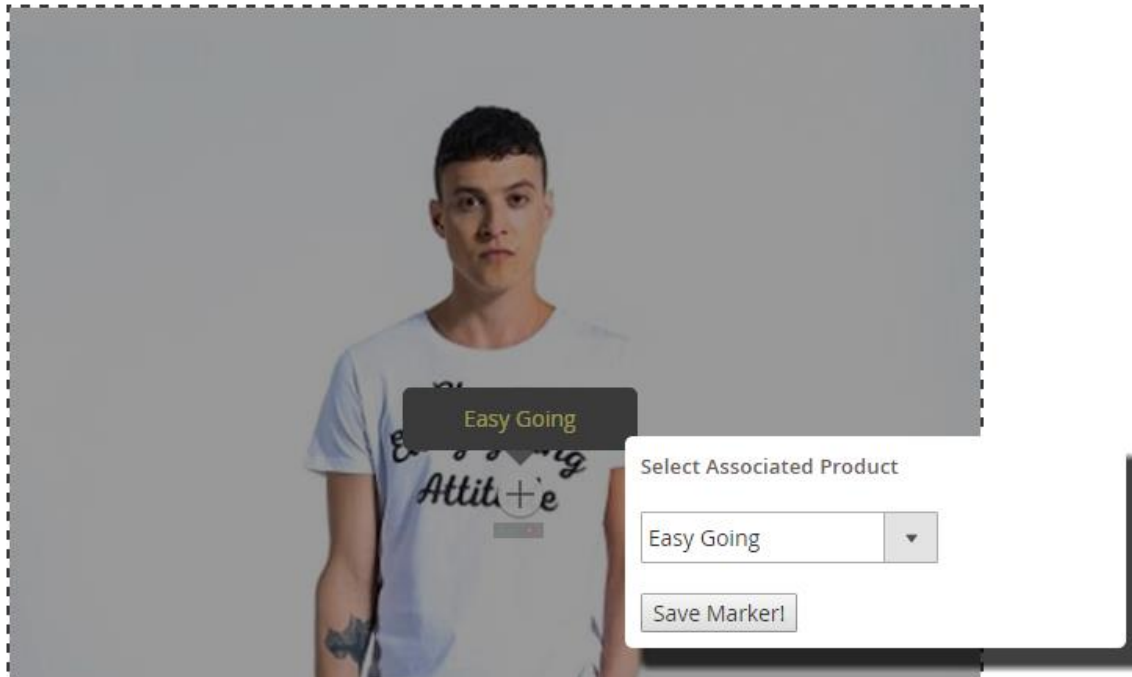 Easy Going
Attit
e
Select Associated Product
Easy Going
Save Marker!